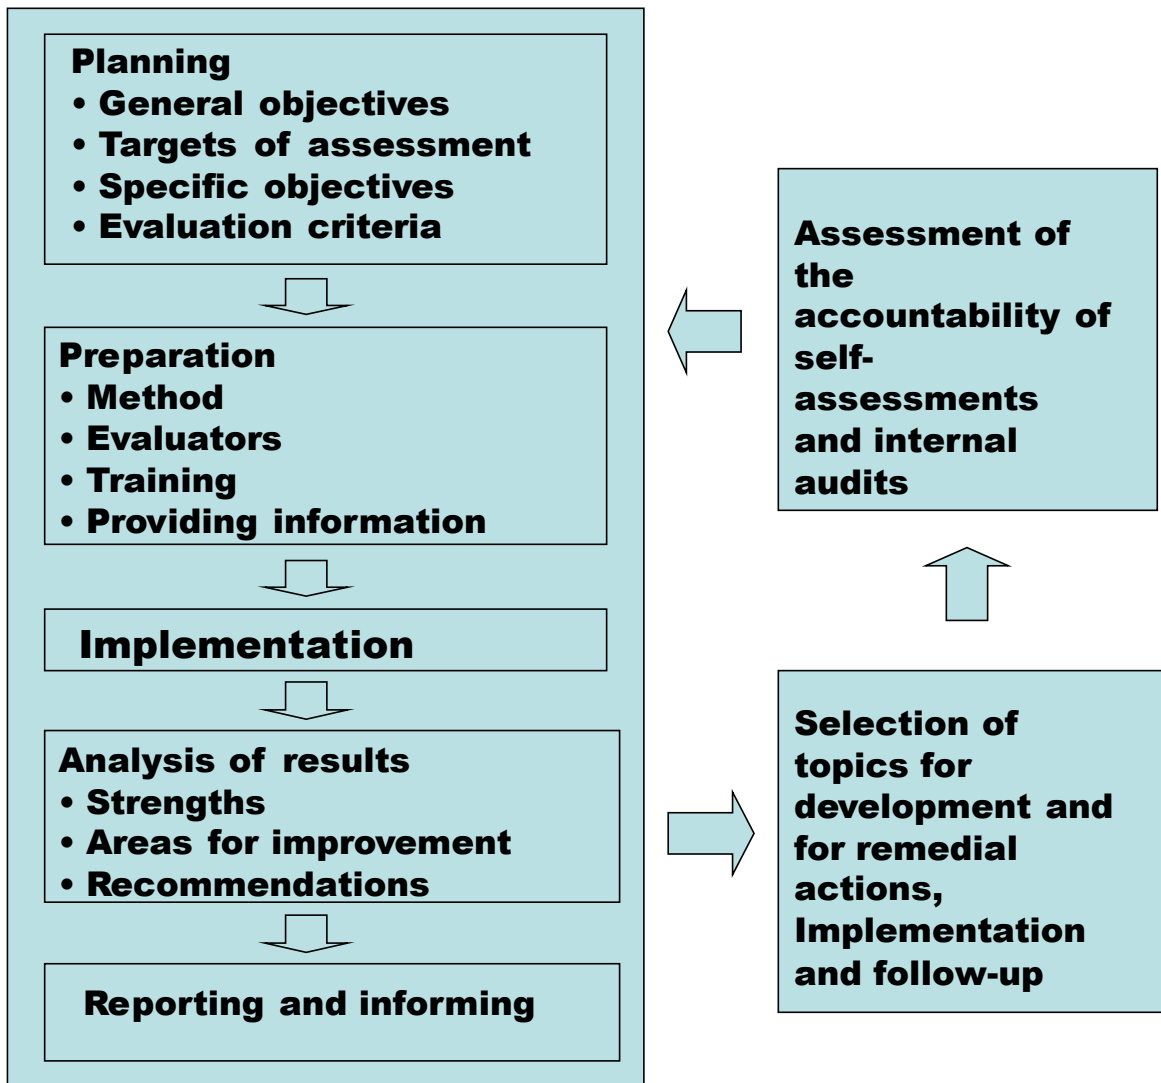 Planning
• General objectives
• Targets of assessment
• Specific objectives
• Evaluation criteria
Preparation
• Method
• Evaluators
• Training
• Providing information
Implementation
Analysis of results
• Strengths
• Areas for improvement
• Recommendations
Reporting and informing
Assessment of
the
accountability of
self-
assessments
and internal
audits
Selection of
topics for
development and
for remedial
actions,
Implementation
and follow-up